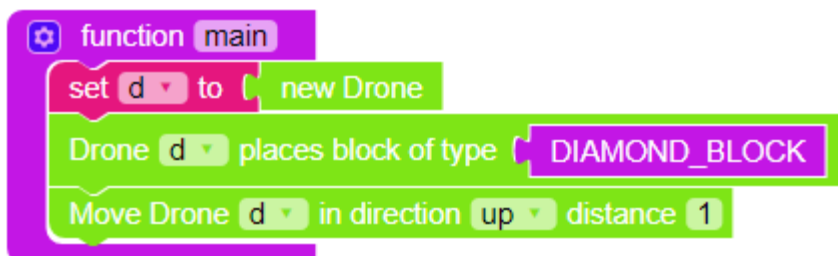 function main
set d to new Drone
Drone d places block of type DIAMOND_BLOCK
Move Drone d in direction up distance 1